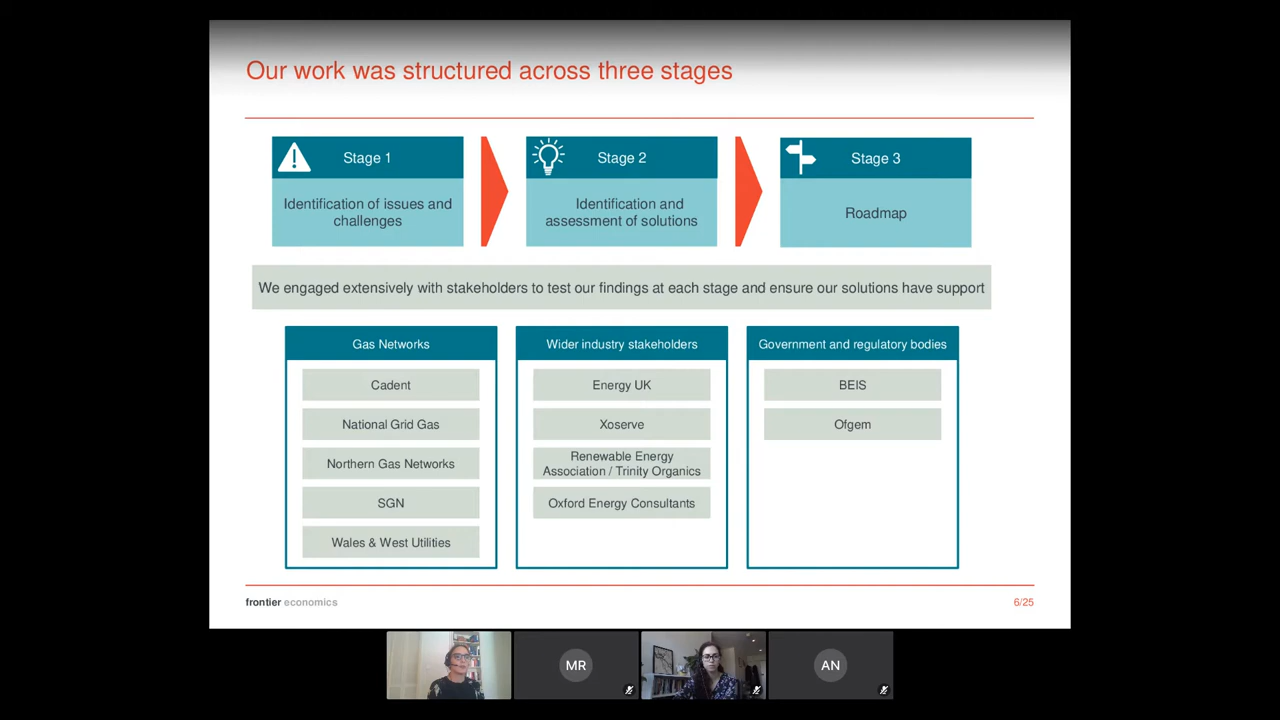 Our work was structured across three stages
Stage 1
Identification of issues and
challenges
Stage 2
Identification and
assessment of solutions
Stage 3
Roadmap
We engaged extensively with stakeholders to test our findings at each stage and ensure our solutions have support
Gas Networks
Cadent
National Grid Gas
Northern Gas Networks
SGN
Wales & West Utilities
Wider industry stakeholders
Energy UK
Xoserve
Renewable Energy
Association / Trinity Organics
Oxford Energy Consultants
Government and regulatory bodies
BEIS
Ofgem
frontier economics
6/25
MR
AN